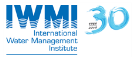 IWMI
International
Water Management
Institute
30